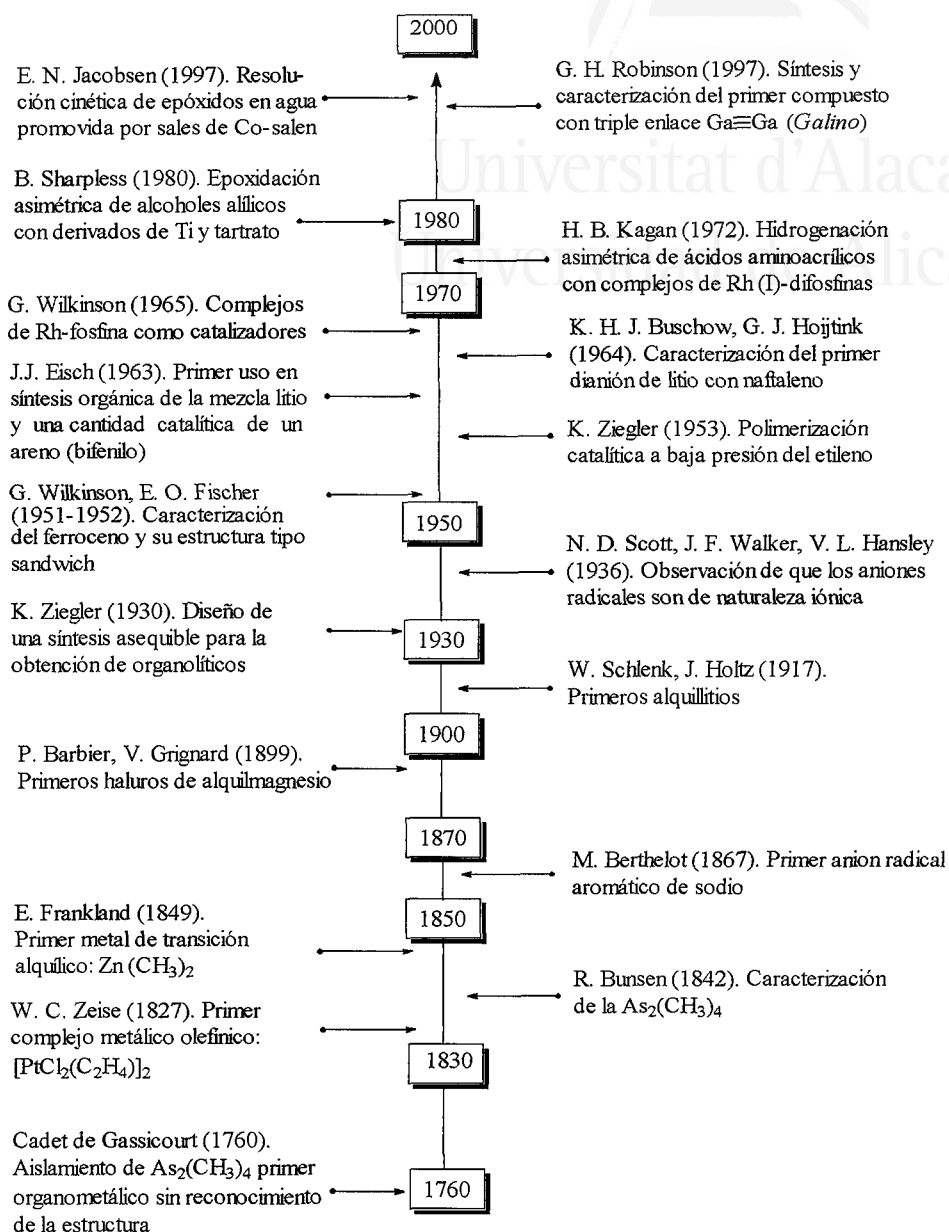 2000
E. N. Jacobsen (1997). Resolu-
ción cinética de epóxidos en agua
promovida por sales de Co-salen
G. H. Robinson (1997). Síntesis y
caracterización del primer compuesto
con triple enlace Ga≡Ga (Galino)
Universitat d'Alaca
B. Sharpless (1980). Epoxidación
asimétrica de alcoholes alílicos
con derivados de Ti y tartrato
1980
H. B. Kagan (1972). Hidrogenación
asimétrica de ácidos aminoacrílicos
con complejos de Rh (I)-difosfinas
Universidad de Alic
1970
G. Wilkinson (1965). Complejos
de Rh-fosfina como catalizadores
K. H. J. Buschow, G. J. Hoijtink
(1964). Caracterización del primer
dianión de litio con naftaleno
J.J. Eisch (1963). Primer uso en
síntesis orgánica de la mezcla litio
y una cantidad catalítica de un
areno (bifenilo)
K. Ziegler (1953). Polimerización
catalítica a baja presión del etileno
G. Wilkinson, E. O. Fischer
(1951-1952). Caracterización
del ferroceno y su estructura tipo
sandwich
1950
N. D. Scott, J. F. Walker, V. L. Hansley
(1936). Observación de que los aniones
radicales son de naturaleza iónica
K. Ziegler (1930). Diseño de
una síntesis asequible para la
obtención de organolíticos
1930
W. Schlenk, J. Holtz (1917).
Primeros alquillitios
1900
P. Barbier, V. Grignard (1899).
Primeros haluros de alquilmagnesio
1870
M. Berthelot (1867). Primer anion radical
aromático de sodio
1850
E. Frankland (1849).
Primer metal de transición
alquílico: Zn (CH₃)₂
R. Bunsen (1842). Caracterización
de la As₂(CH₃)₄
W. C. Zeise (1827). Primer
complejo metálico olefínico:
[PtCl₂(C₂H₄)]₂
1830
Cadet de Gassicourt (1760).
Aislamiento de As₂(CH₃)₄ primer
organometálico sin reconocimiento
de la estructura
1760